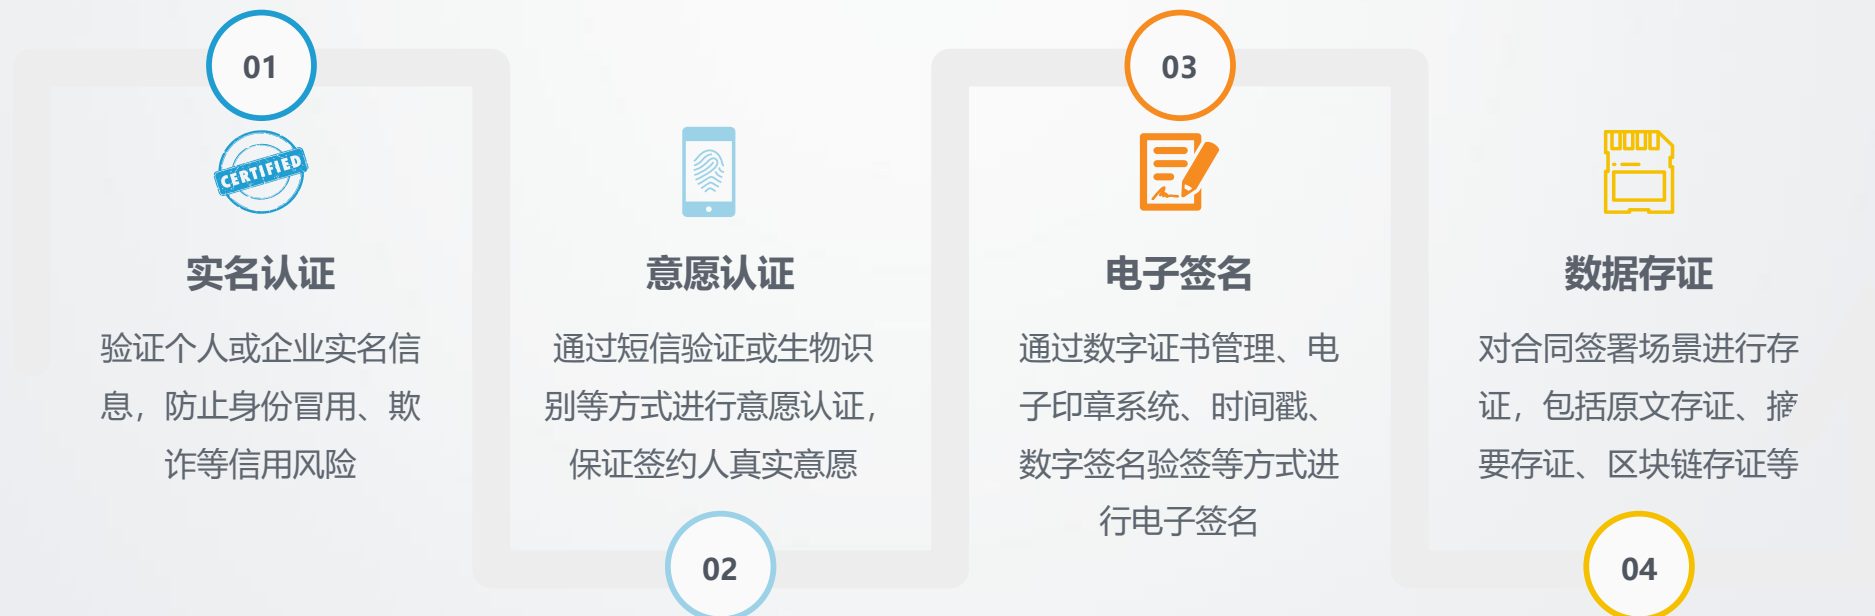 01
CERTIFIED
实名认证
验证个人或企业实名信
息，防止身份冒用、欺
诈等信用风险
意愿认证
通过短信验证或生物识
别等方式进行意愿认证，
保证签约人真实意愿
02
03
电子签名
通过数字证书管理、电
子印章系统、时间戳、
数字签名验签等方式进
行电子签名
数据存证
对合同签署场景进行存
证，包括原文存证、摘
要存证、区块链存证等
04